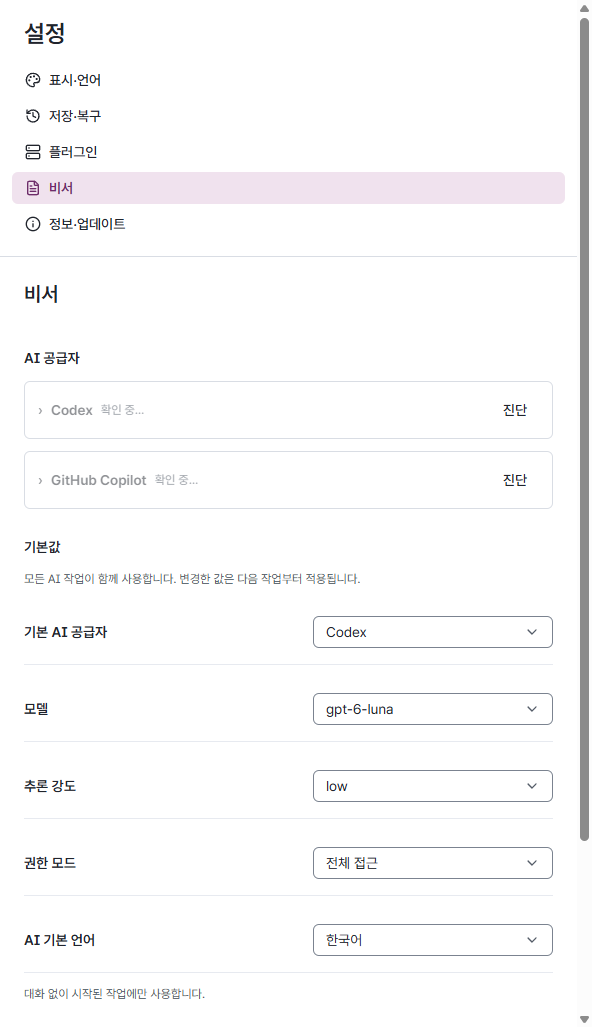 설정
표시·언어
저장·복구
플러그인
비서
정보·업데이트
비서
AI 공급자
› Codex 확인 중... 진단
› GitHub Copilot 확인 중... 진단
기본값
모든 AI 작업이 함께 사용합니다. 변경한 값은 다음 작업부터 적용됩니다.
기본 AI 공급자 Codex
모델 gpt-6-luna
추론 강도 low
권한 모드 전체 접근
AI 기본 언어 한국어
대화 없이 시작된 작업에만 사용합니다.